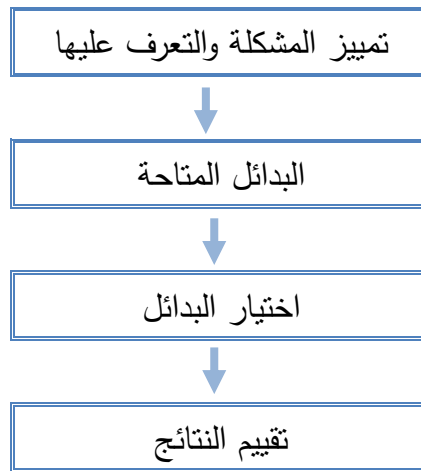 تمييز المشكلة والتعرف عليها
البدائل المتاحة
اختيار البدائل
تقييم النتائج